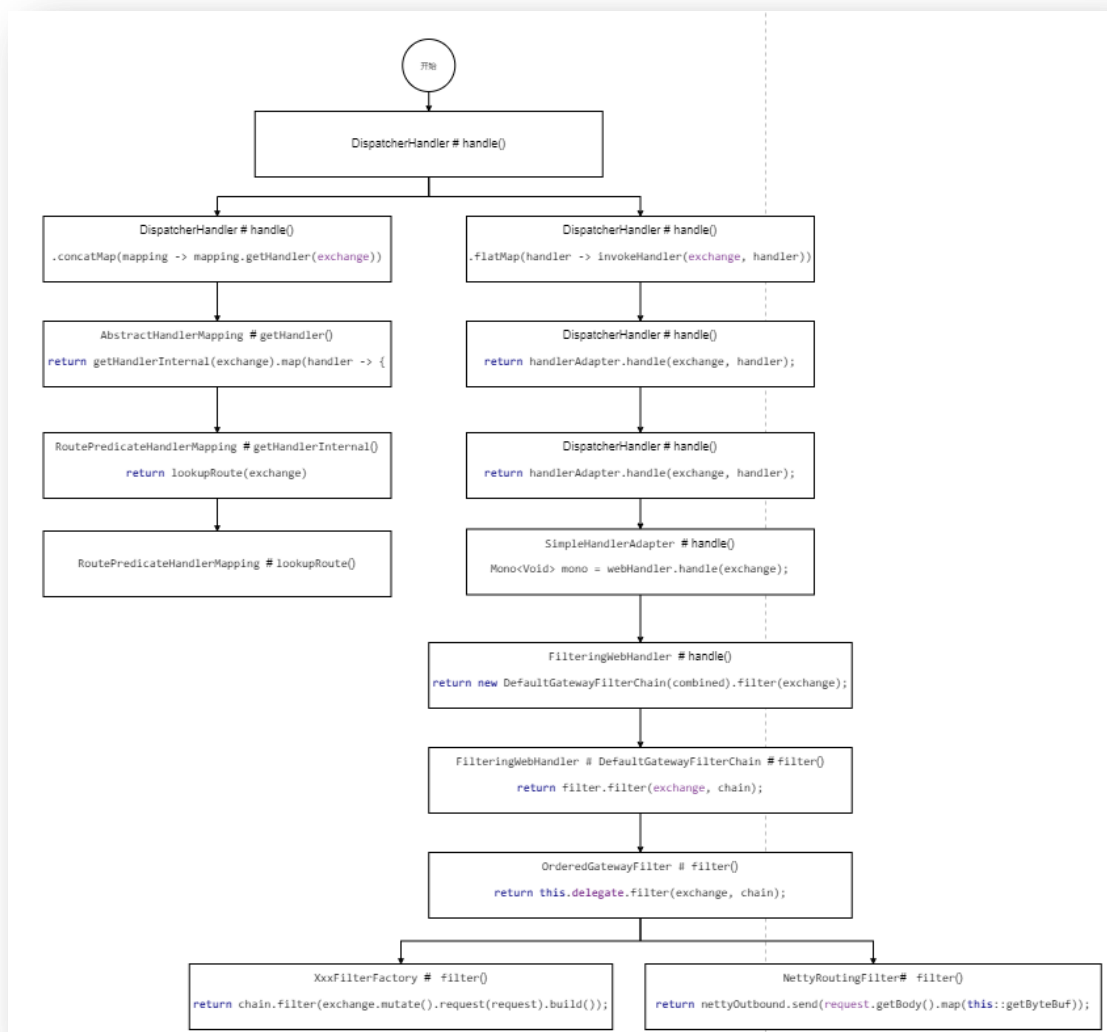 开始
DispatcherHandler # handle()
DispatcherHandler # handle()
.concatMap(mapping -> mapping.getHandler(exchange))
AbstractHandlerMapping # getHandler()
return getHandlerInternal(exchange).map(handler -> {
RoutePredicateHandlerMapping # getHandlerInternal()
return lookupRoute(exchange)
RoutePredicateHandlerMapping # lookupRoute()
DispatcherHandler # handle()
.flatMap(handler -> invokeHandler(exchange, handler))
DispatcherHandler # handle()
return handlerAdapter.handle(exchange, handler);
DispatcherHandler # handle()
return handlerAdapter.handle(exchange, handler);
SimpleHandlerAdapter # handle()
Mono<Void> mono = webHandler.handle(exchange);
FilteringWebHandler # handle()
return new DefaultGatewayFilterChain(combined).filter(exchange);
FilteringWebHandler # DefaultGatewayFilterChain # filter()
return filter.filter(exchange, chain);
OrderedGatewayFilter # filter()
return this.delegate.filter(exchange, chain);
XxxFilterFactory # filter()
return chain.filter(exchange.mutate().request(request).build());
NettyRoutingFilter# filter()
return nettyOutbound.send(request.getBody().map(this::getByteBuf));